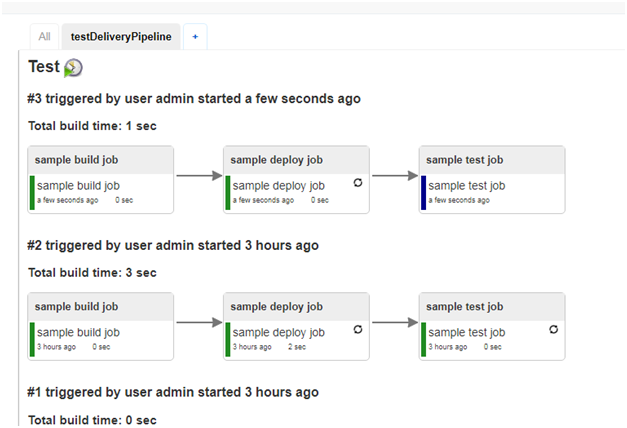 All testDeliveryPipeline +
Test
#3 triggered by user admin started a few seconds ago
Total build time: 1 sec
sample build job sample deploy job sample test job
sample build job sample deploy job sample test job
a few seconds ago 0 sec a few seconds ago 0 sec a few seconds ago
#2 triggered by user admin started 3 hours ago
Total build time: 3 sec
sample build job sample deploy job sample test job
sample build job sample deploy job sample test job
3 hours ago 0 sec 3 hours ago 2 sec 3 hours ago 0 sec
#1 triggered by user admin started 3 hours ago
Total build time: 0 sec